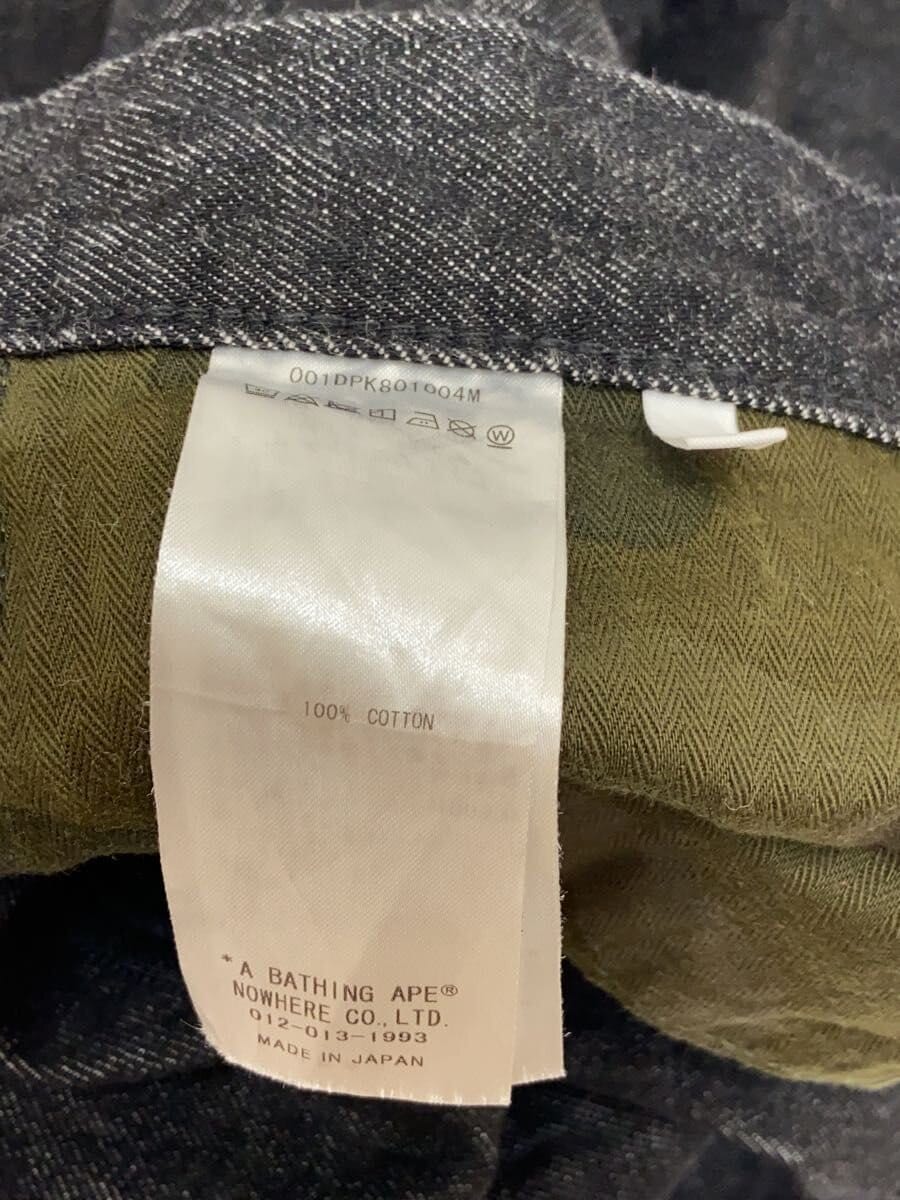 001DPK801004M
W
100% COTTON
*A BATHING APE®
NOWHERE CO., LTD.
012-013-1993
MADE IN JAPAN